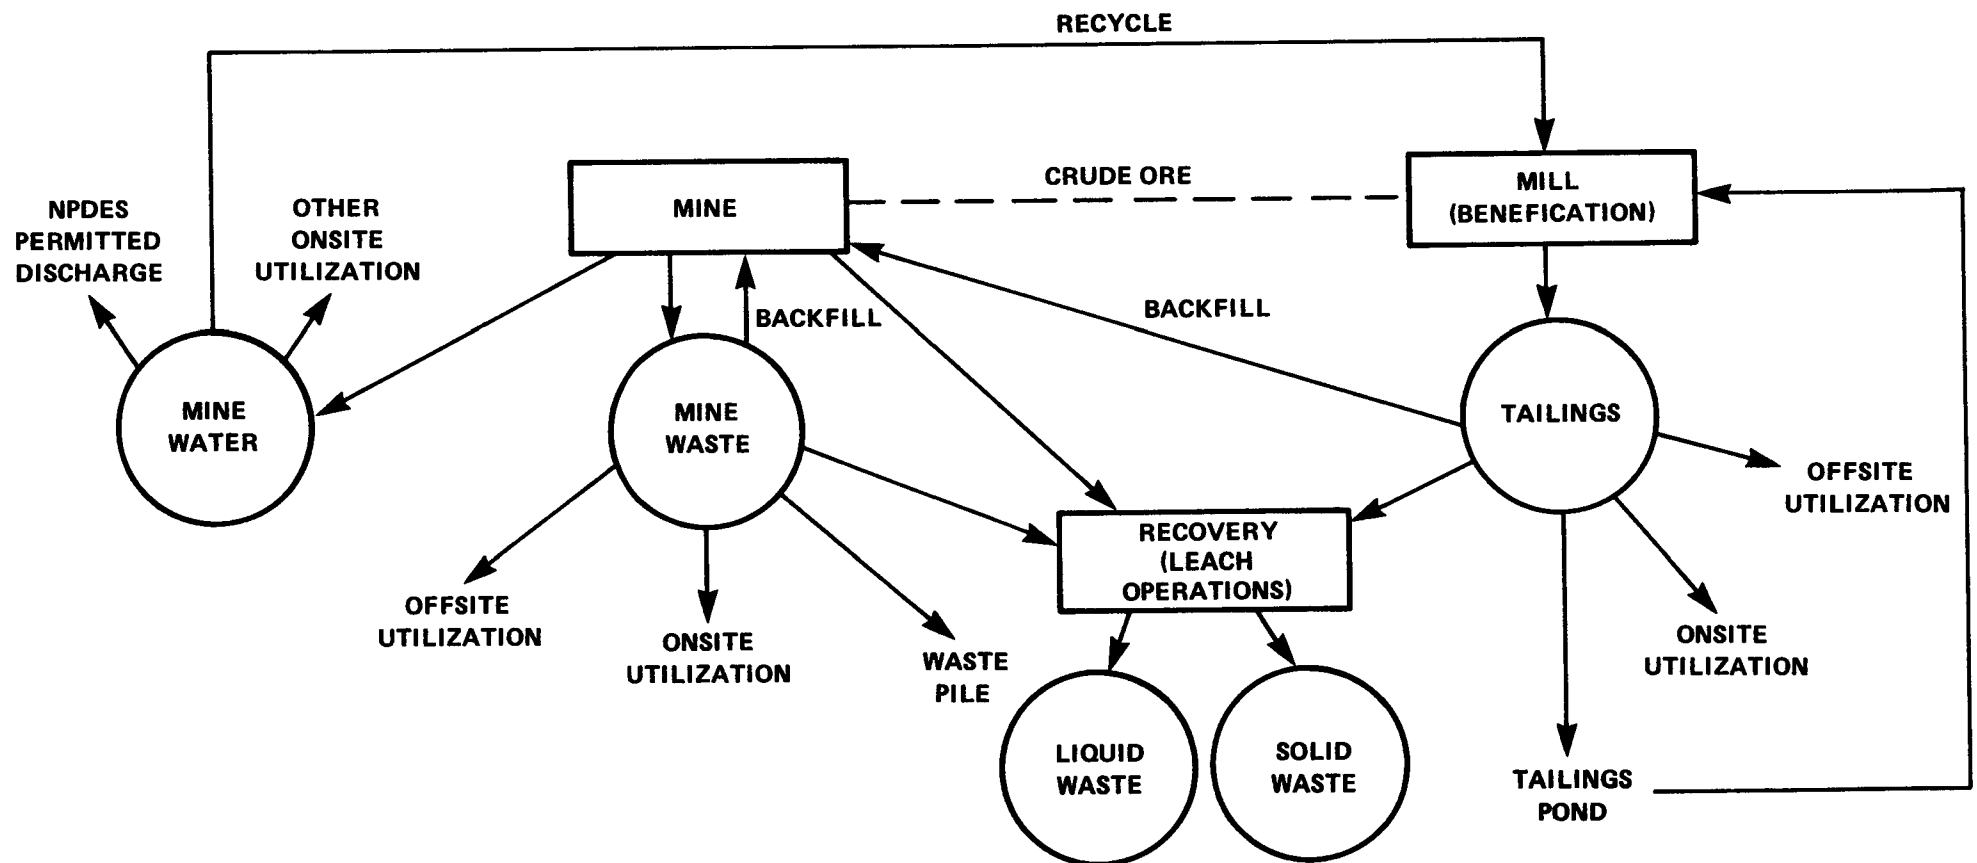 RECYCLE
CRUDE ORE
MINE
MILL
(BENEFICATION)
NPDES
PERMITTED
DISCHARGE
OTHER
ONSITE
UTILIZATION
BACKFILL
BACKFILL
MINE
WATER
MINE
WASTE
TAILINGS
OFFSITE
UTILIZATION
RECOVERY
(LEACH
OPERATIONS)
OFFSITE
UTILIZATION
ONSITE
UTILIZATION
WASTE
PILE
ONSITE
UTILIZATION
LIQUID
WASTE
SOLID
WASTE
TAILINGS
POND